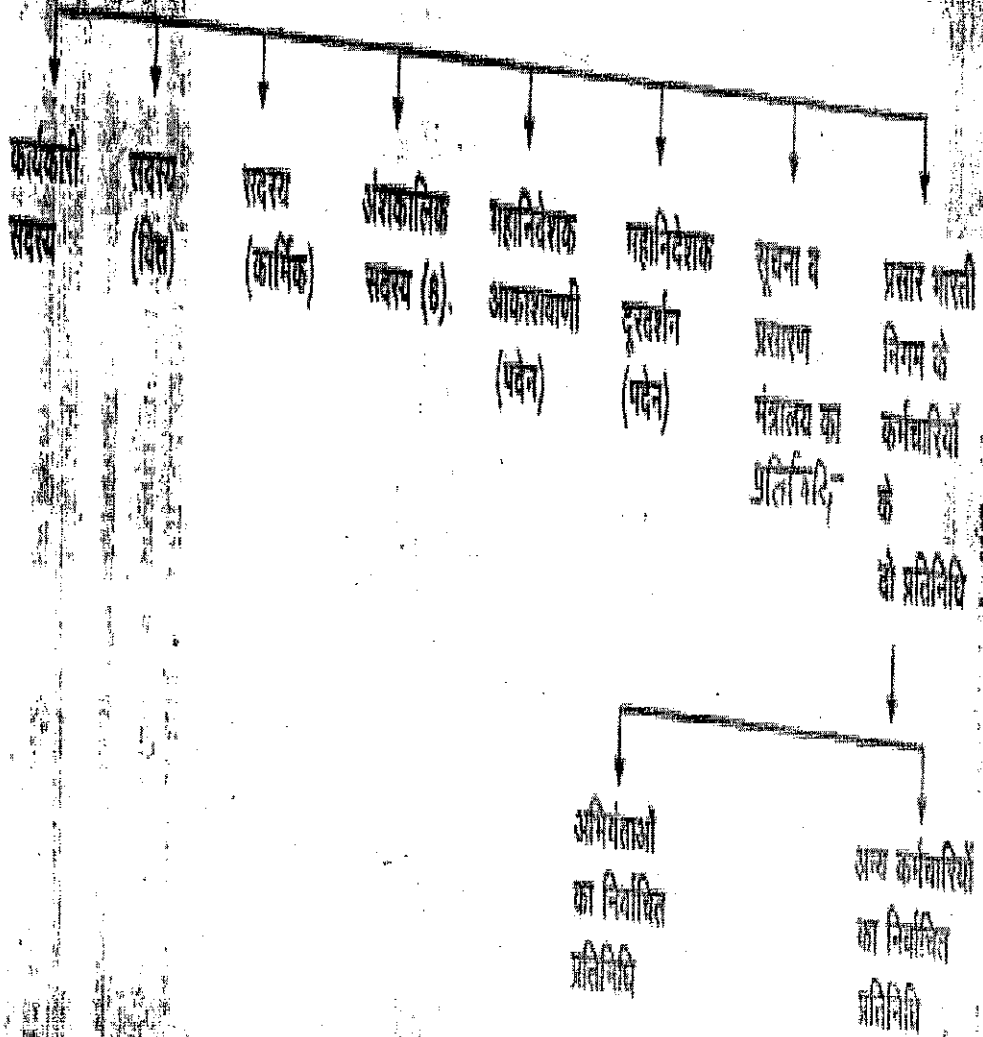 कार्यकारी
सदस्य
सदस्य
(वित्त)
सदस्य
(कार्मिक)
अंशकालिक
सदस्य (6).
महानिदेशक
आकाशवाणी
(पदेन)
महानिदेशक
दूरदर्शन
(पदेन)
सूचना व
प्रसारण
मंत्रालय का
प्रतिनिधि
प्रसार भारती
निगम के
कर्मचारियों
के
दो प्रतिनिधि
अभियंताओं
का निर्वाचित
प्रतिनिधि
अन्य कर्मचारियों
का निर्वाचित
प्रतिनिधि